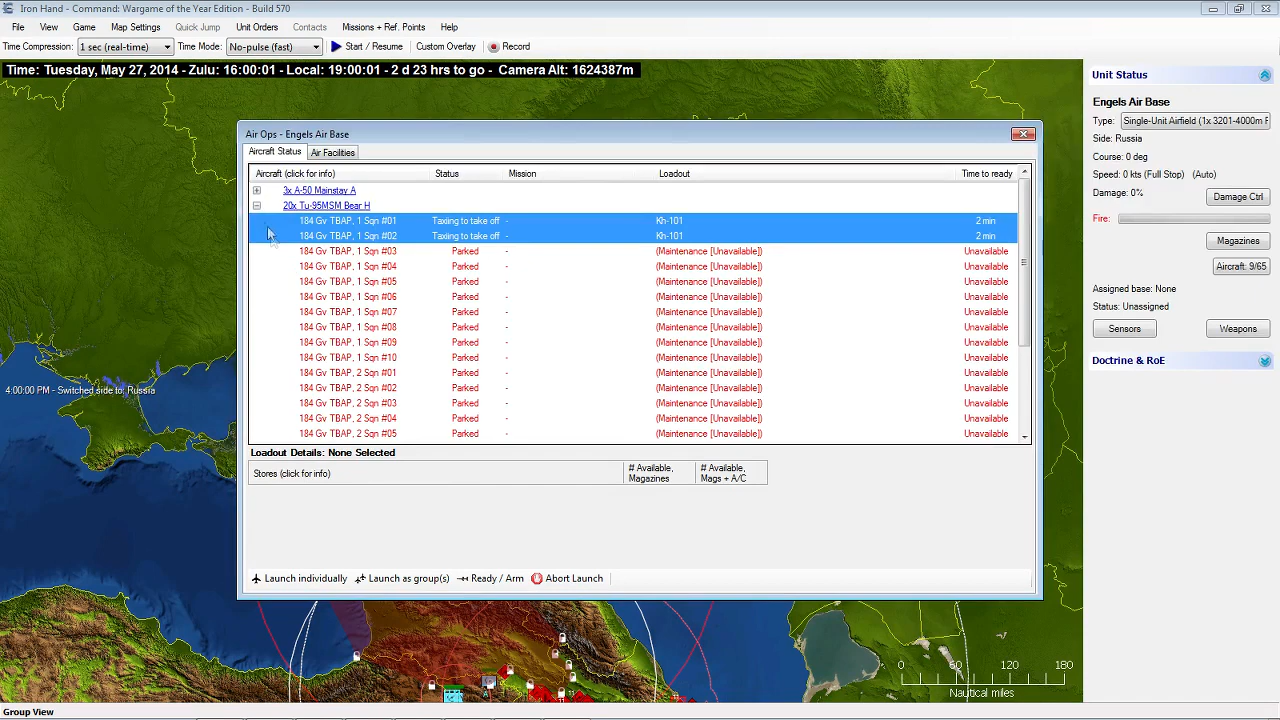 Iron Hand - Command: Wargame of the Year Edition - Build 570
File View Game Map Settings Quick Jump Unit Orders Contacts Missions + Ref. Points Help
Time Compression: 1 sec (real-time) Time Mode: No-pulse (fast) Start / Resume Custom Overlay Record
Time: Tuesday, May 27, 2014 - Zulu: 16:00:01 - Local: 19:00:01 - 2 d 23 hrs to go - Camera Alt: 1624387m
Unit Status
Engels Air Base
Type: Single-Unit Airfield (1x 3201-4000m F
Side: Russia
Course: 0 deg
Speed: 0 kts (Full Stop) (Auto)
Damage: 0%
Damage Ctrl
Fire:
Magazines
Aircraft: 9/65
Assigned base: None
Status: Unassigned
Sensors Weapons
Doctrine & RoE
Air Ops - Engels Air Base
Aircraft Status Air Facilities
Aircraft (click for info) Status Mission Loadout Time to ready
3x A-50 Mainstay A
20x Tu-95MSM Bear H
184 Gv TBAP, 1 Sqn #01 Taxiing to take off - Kh-101 2 min
184 Gv TBAP, 1 Sqn #02 Taxiing to take off - Kh-101 2 min
184 Gv TBAP, 1 Sqn #03 Parked - (Maintenance [Unavailable]) Unavailable
184 Gv TBAP, 1 Sqn #04 Parked - (Maintenance [Unavailable]) Unavailable
184 Gv TBAP, 1 Sqn #05 Parked - (Maintenance [Unavailable]) Unavailable
184 Gv TBAP, 1 Sqn #06 Parked - (Maintenance [Unavailable]) Unavailable
184 Gv TBAP, 1 Sqn #07 Parked - (Maintenance [Unavailable]) Unavailable
184 Gv TBAP, 1 Sqn #08 Parked - (Maintenance [Unavailable]) Unavailable
184 Gv TBAP, 1 Sqn #09 Parked - (Maintenance [Unavailable]) Unavailable
184 Gv TBAP, 1 Sqn #10 Parked - (Maintenance [Unavailable]) Unavailable
184 Gv TBAP, 2 Sqn #01 Parked - (Maintenance [Unavailable]) Unavailable
184 Gv TBAP, 2 Sqn #02 Parked - (Maintenance [Unavailable]) Unavailable
184 Gv TBAP, 2 Sqn #03 Parked - (Maintenance [Unavailable]) Unavailable
184 Gv TBAP, 2 Sqn #04 Parked - (Maintenance [Unavailable]) Unavailable
184 Gv TBAP, 2 Sqn #05 Parked - (Maintenance [Unavailable]) Unavailable
4:00:00 PM - Switched side to: Russia
Loadout Details: None Selected
Stores (click for info) # Available, Magazines # Available, Mags + A/C
Launch individually Launch as group(s) Ready / Arm Abort Launch
0 60 120 180
Nautical miles
Group View